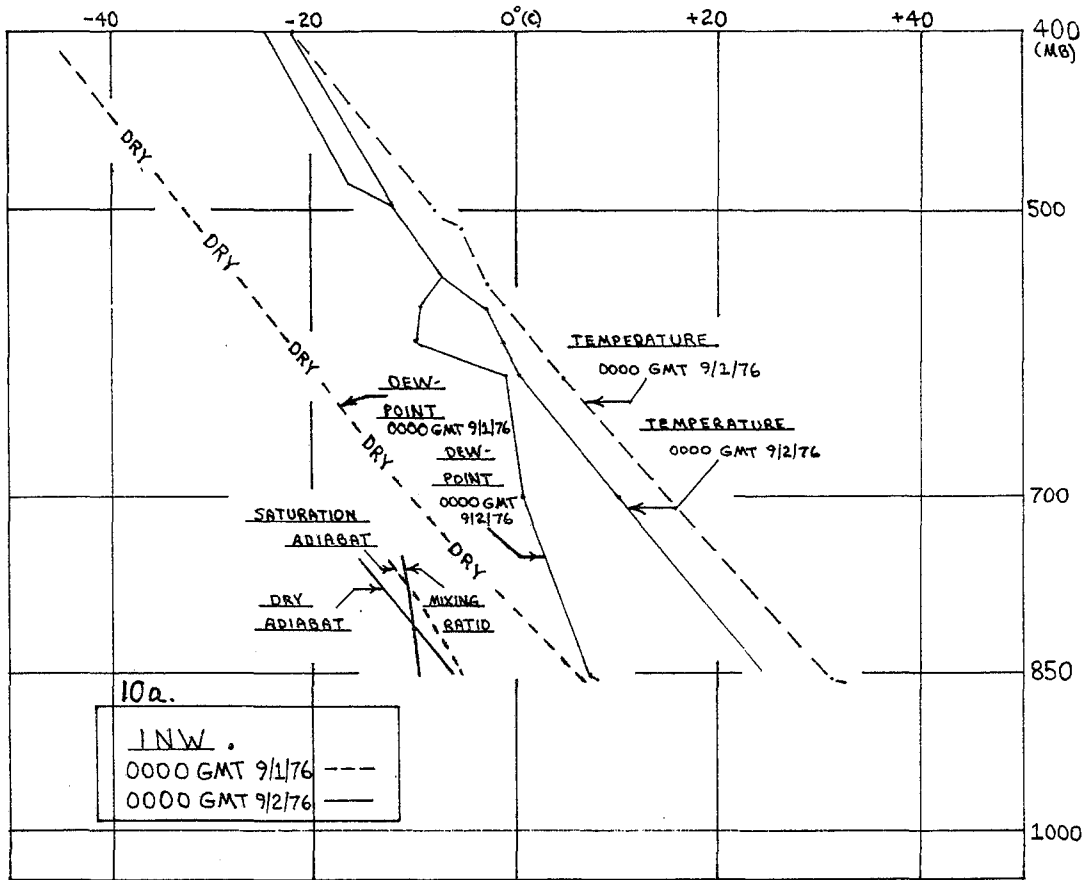 -40 -20 0°(C) +20 +40
400
(MB)
500
700
850
1000
DRY
DRY
DRY
DRY
DRY
TEMPERATURE
0000 GMT 9/1/76
TEMPERATURE
0000 GMT 9/2/76
DEW-
POINT
0000 GMT 9/1/76
DEW-
POINT
0000 GMT
9/2/76
SATURATION
ADIABAT
DRY
ADIABAT
MIXING
RATIO
10a.
INW.
0000 GMT 9/1/76
0000 GMT 9/2/76